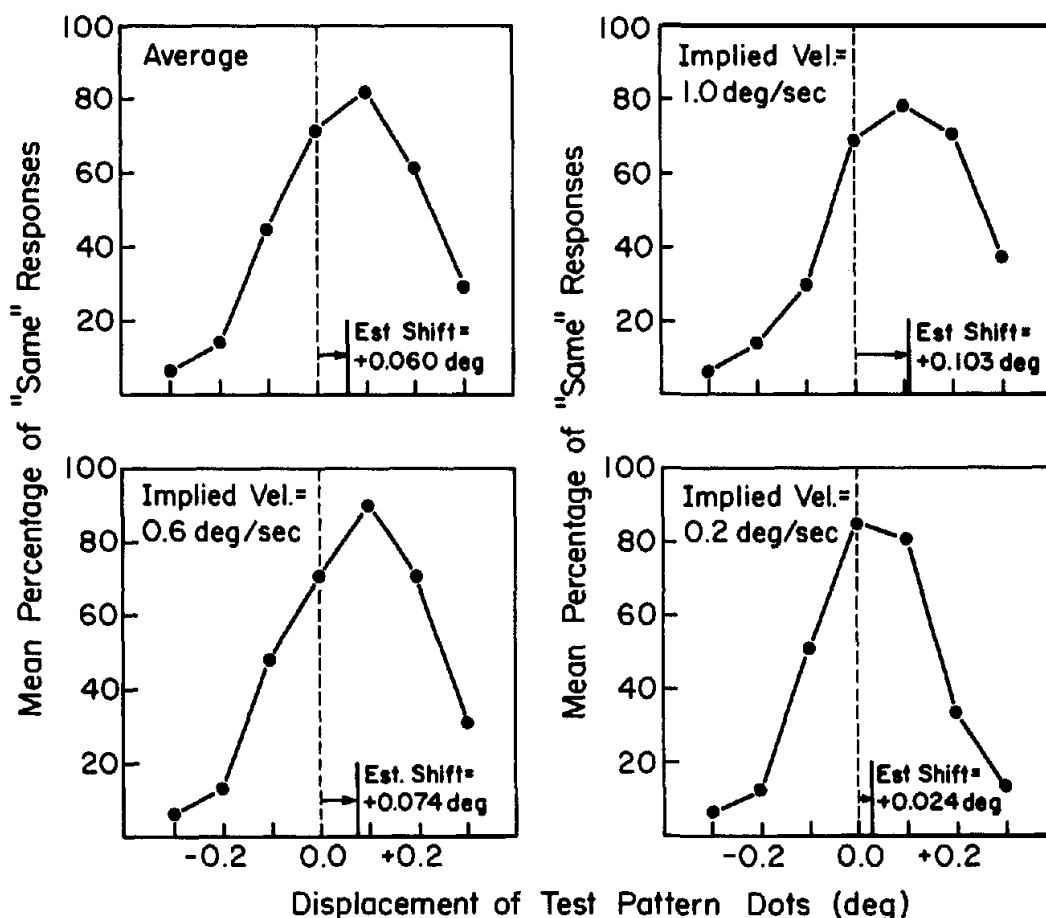 Mean Percentage of "Same" Responses
100
80
60
40
20
Average
Est Shift=
+0.060 deg
Mean Percentage of "Same" Responses
100
80
60
40
20
Implied Vel.=
1.0 deg/sec
Est Shift=
+0.103 deg
100
80
60
40
20
Implied Vel.=
0.6 deg/sec
Est. Shift=
+0.074 deg
-0.2 0.0 +0.2
100
80
60
40
20
Implied Vel.=
0.2 deg/sec
Est Shift=
+0.024 deg
-0.2 0.0 +0.2
Displacement of Test Pattern Dots (deg)